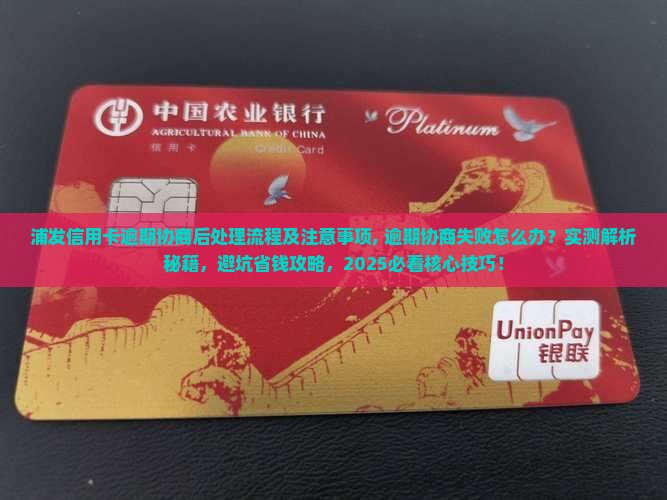 中国农业银行
AGRICULTURAL BANK OF CHINA
信用卡
Credit Card
Platinum
浦发信用卡逾期协商后处理流程及注意事项, 逾期协商失败怎么办？实测解析
秘籍，避坑省钱攻略，2025必看核心技巧！
UnionPay
银联